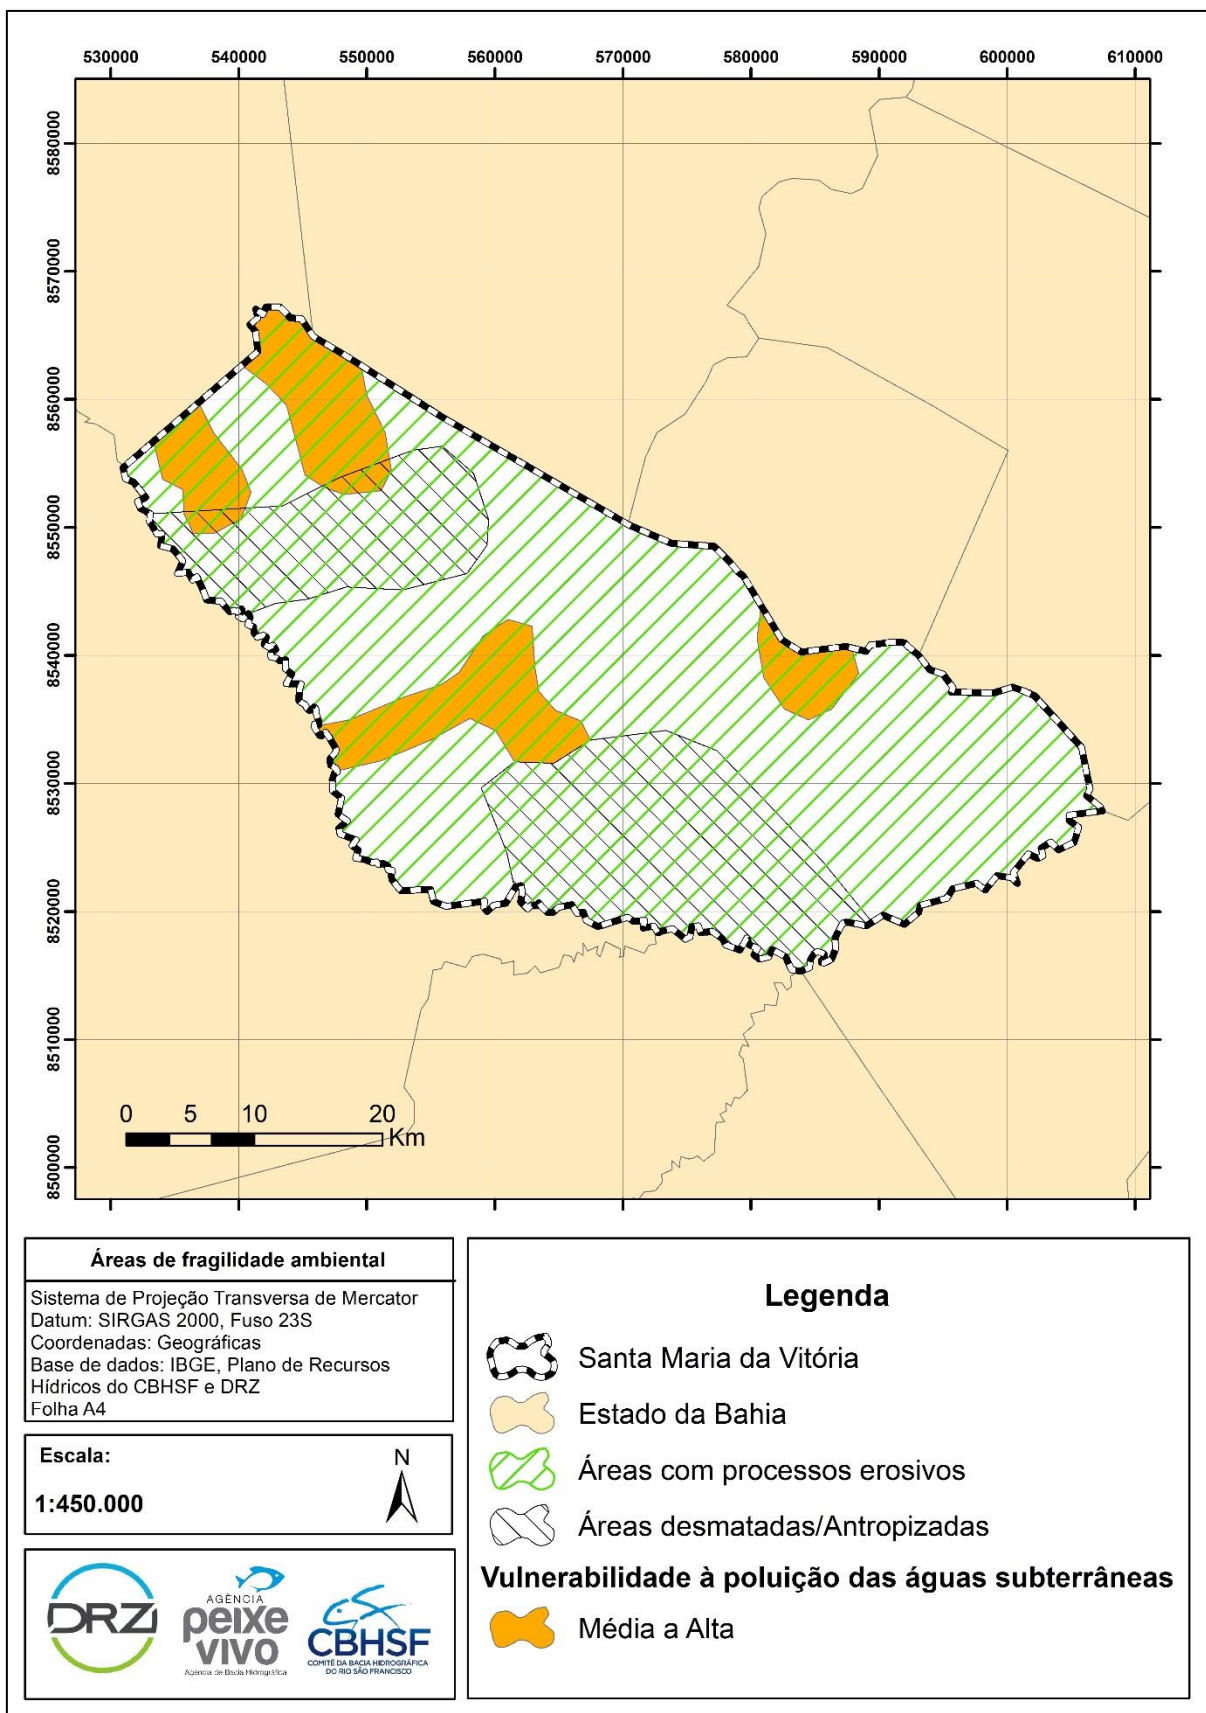 530000 540000 550000 560000 570000 580000 590000 600000 610000
8580000
8570000
8560000
8550000
8540000
8530000
8520000
8510000
8500000
0 5 10 20
Km
Áreas de fragilidade ambiental
Sistema de Projeção Transversa de Mercator
Datum: SIRGAS 2000, Fuso 23S
Coordenadas: Geográficas
Base de dados: IBGE, Plano de Recursos
Hídricos do CBHSF e DRZ
Folha A4
Escala:
N
1:450.000
DRZ
AGÊNCIA
peixe
vivo
Agência de Bacia Hidrográfica
CBHSF
COMITÊ DA BACIA HIDROGRÁFICA
DO RIO SÃO FRANCISCO
Legenda
Santa Maria da Vitória
Estado da Bahia
Áreas com processos erosivos
Áreas desmatadas/Antropizadas
Vulnerabilidade à poluição das águas subterrâneas
Média a Alta